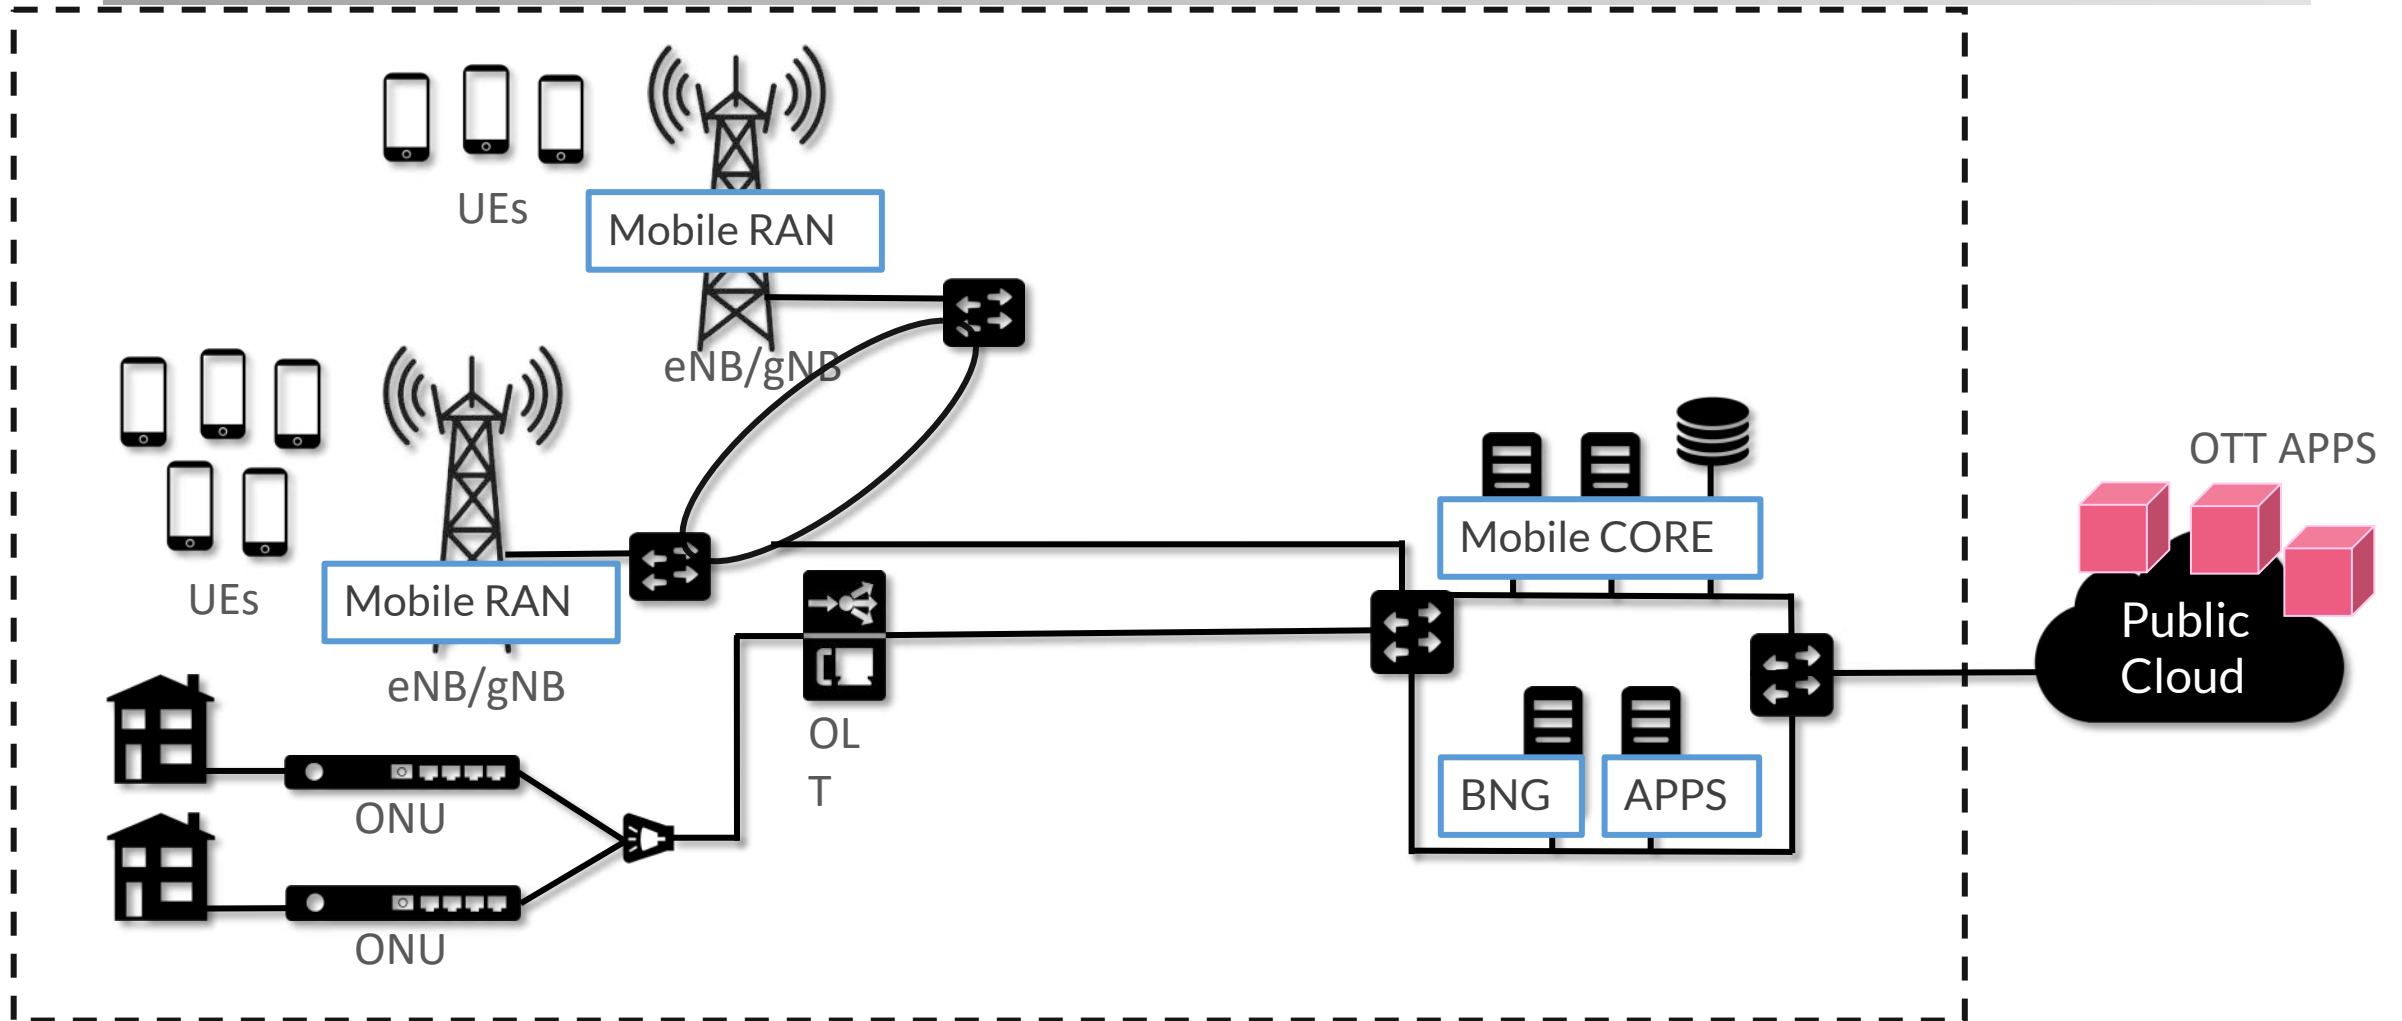 UEs
Mobile RAN
eNB/gNB
UEs
Mobile RAN
eNB/gNB
OL
T
ONU
ONU
Mobile CORE
BNG
APPS
OTT APPS
Public
Cloud